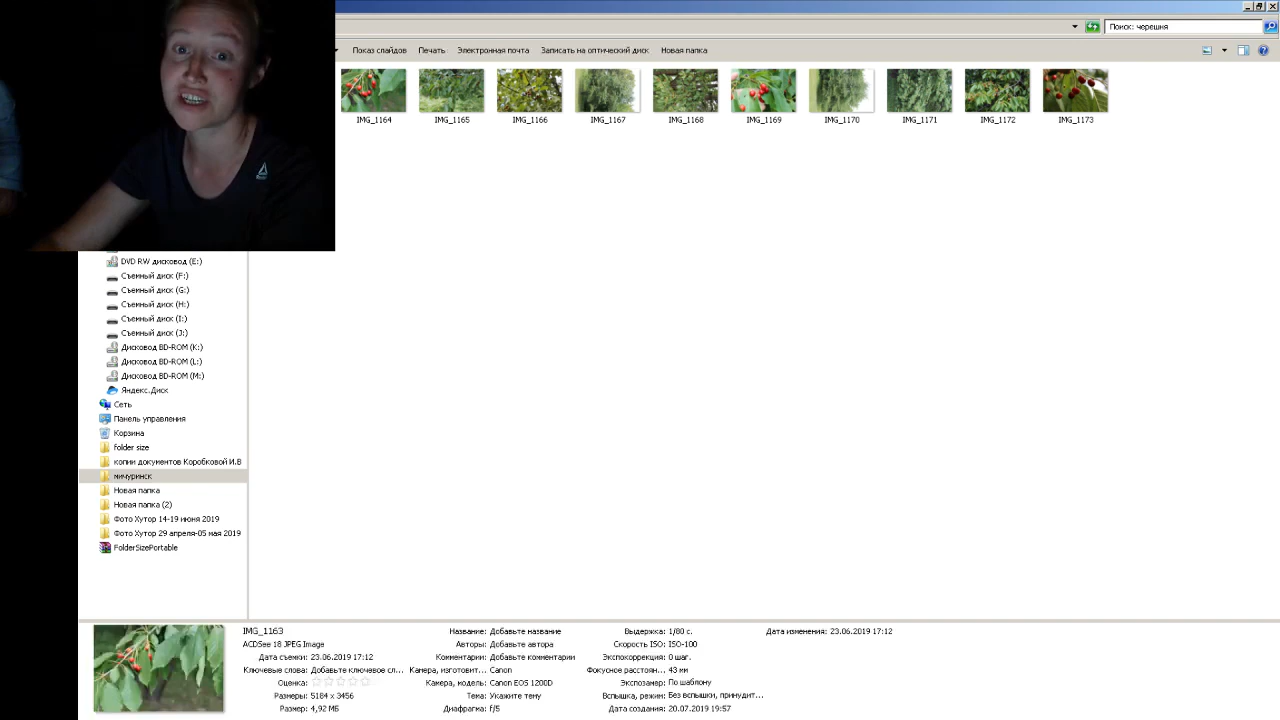 Поиск: черешня
Показ слайдов Печать Электронная почта Записать на оптический диск Новая папка
IMG_1164 IMG_1165 IMG_1166 IMG_1167 IMG_1168 IMG_1169 IMG_1170 IMG_1171 IMG_1172 IMG_1173
DVD RW дисковод (E:)
Съемный диск (F:)
Съемный диск (G:)
Съемный диск (H:)
Съемный диск (I:)
Съемный диск (J:)
Дисковод BD-ROM (K:)
Дисковод BD-ROM (L:)
Дисковод BD-ROM (M:)
Яндекс.Диск
Сеть
Панель управления
Корзина
folder size
копии документов Коробковой И.В
мичуринск
Новая папка
Новая папка (2)
Фото Хутор 14-19 июня 2019
Фото Хутор 29 апреля-05 мая 2019
FolderSizePortable
IMG_1163 Название: Добавьте название Выдержка: 1/80 с. Дата изменения: 23.06.2019 17:12
ACDSee 18 JPEG Image Авторы: Добавьте автора Скорость ISO: ISO-100
Дата съемки: 23.06.2019 17:12 Комментарии: Добавьте комментарии Экспокоррекция: 0 шаг.
Ключевые слова: Добавьте ключевое сл... Камера, изготовит... Canon Фокусное расстоян... 43 мм
Оценка: Камера, модель: Canon EOS 1200D Экспозамер: По шаблону
Размеры: 5184 x 3456 Тема: Укажите тему Вспышка, режим: Без вспышки, принудит...
Размер: 4,92 МБ Диафрагма: f/5 Дата создания: 20.07.2019 19:57